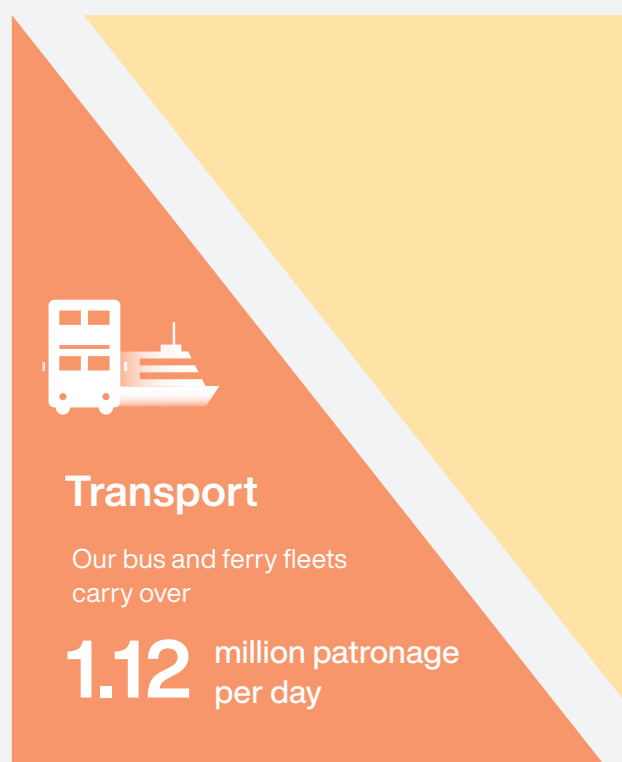 Transport
Our bus and ferry fleets
carry over
1.12 million patronage
per day